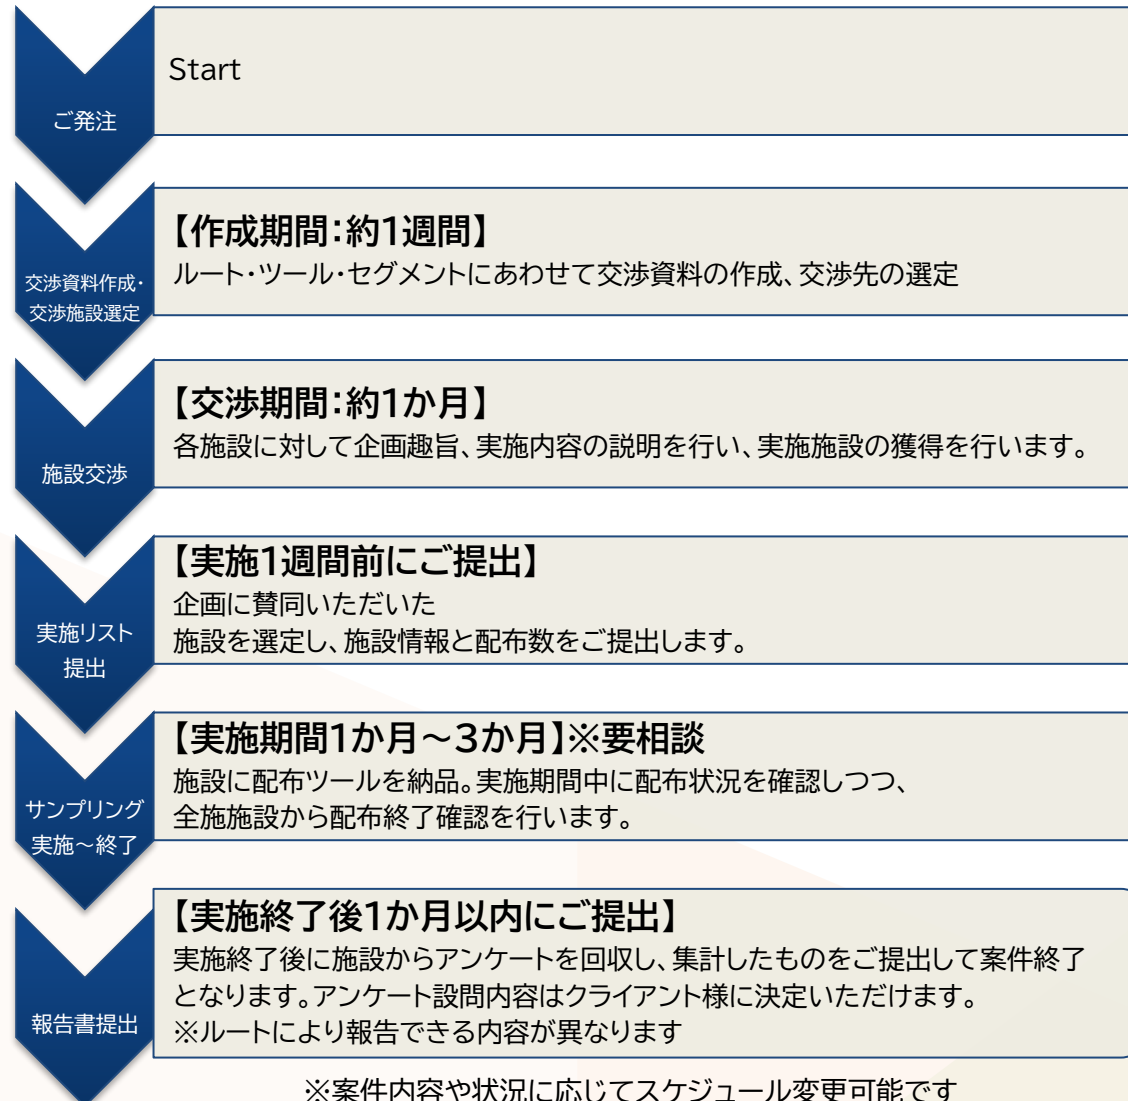 Start
ご発注
【作成期間：約1週間】
ルート・ツール・セグメントにあわせて交渉資料の作成、交渉先の選定
交渉資料作成・
交渉施設選定
【交渉期間：約1か月】
各施設に対して企画趣旨、実施内容の説明を行い、実施施設の獲得を行います。
施設交渉
【実施1週間前にご提出】
企画に賛同いただいた
施設を選定し、施設情報と配布数をご提出します。
実施リスト
提出
【実施期間1か月～3か月】※要相談
施設に配布ツールを納品。実施期間中に配布状況を確認しつつ、
全施施設から配布終了確認を行います。
サンプリング
実施～終了
【実施終了後1か月以内にご提出】
実施終了後に施設からアンケートを回収し、集計したものをご提出して案件終了
となります。アンケート設問内容はクライアント様に決定いただけます。
※ルートにより報告できる内容が異なります
報告書提出
※案件内容や状況に応じてスケジュール変更可能です